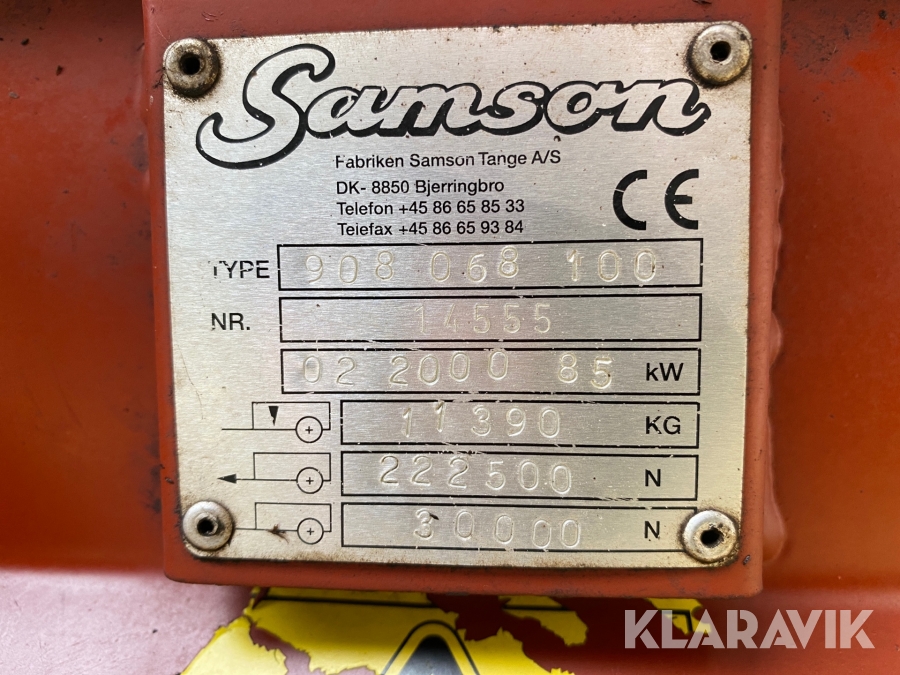 Samson
Fabriken Samson Tange A/S
DK- 8850 Bjerringbro
Telefon +45 86 65 85 33
Telefax +45 86 65 93 84
CE
TYPE 908 068 100
NR. 14555
02 2000 85 kW
11390 KG
222500 N
30000 N
KLARAVIK